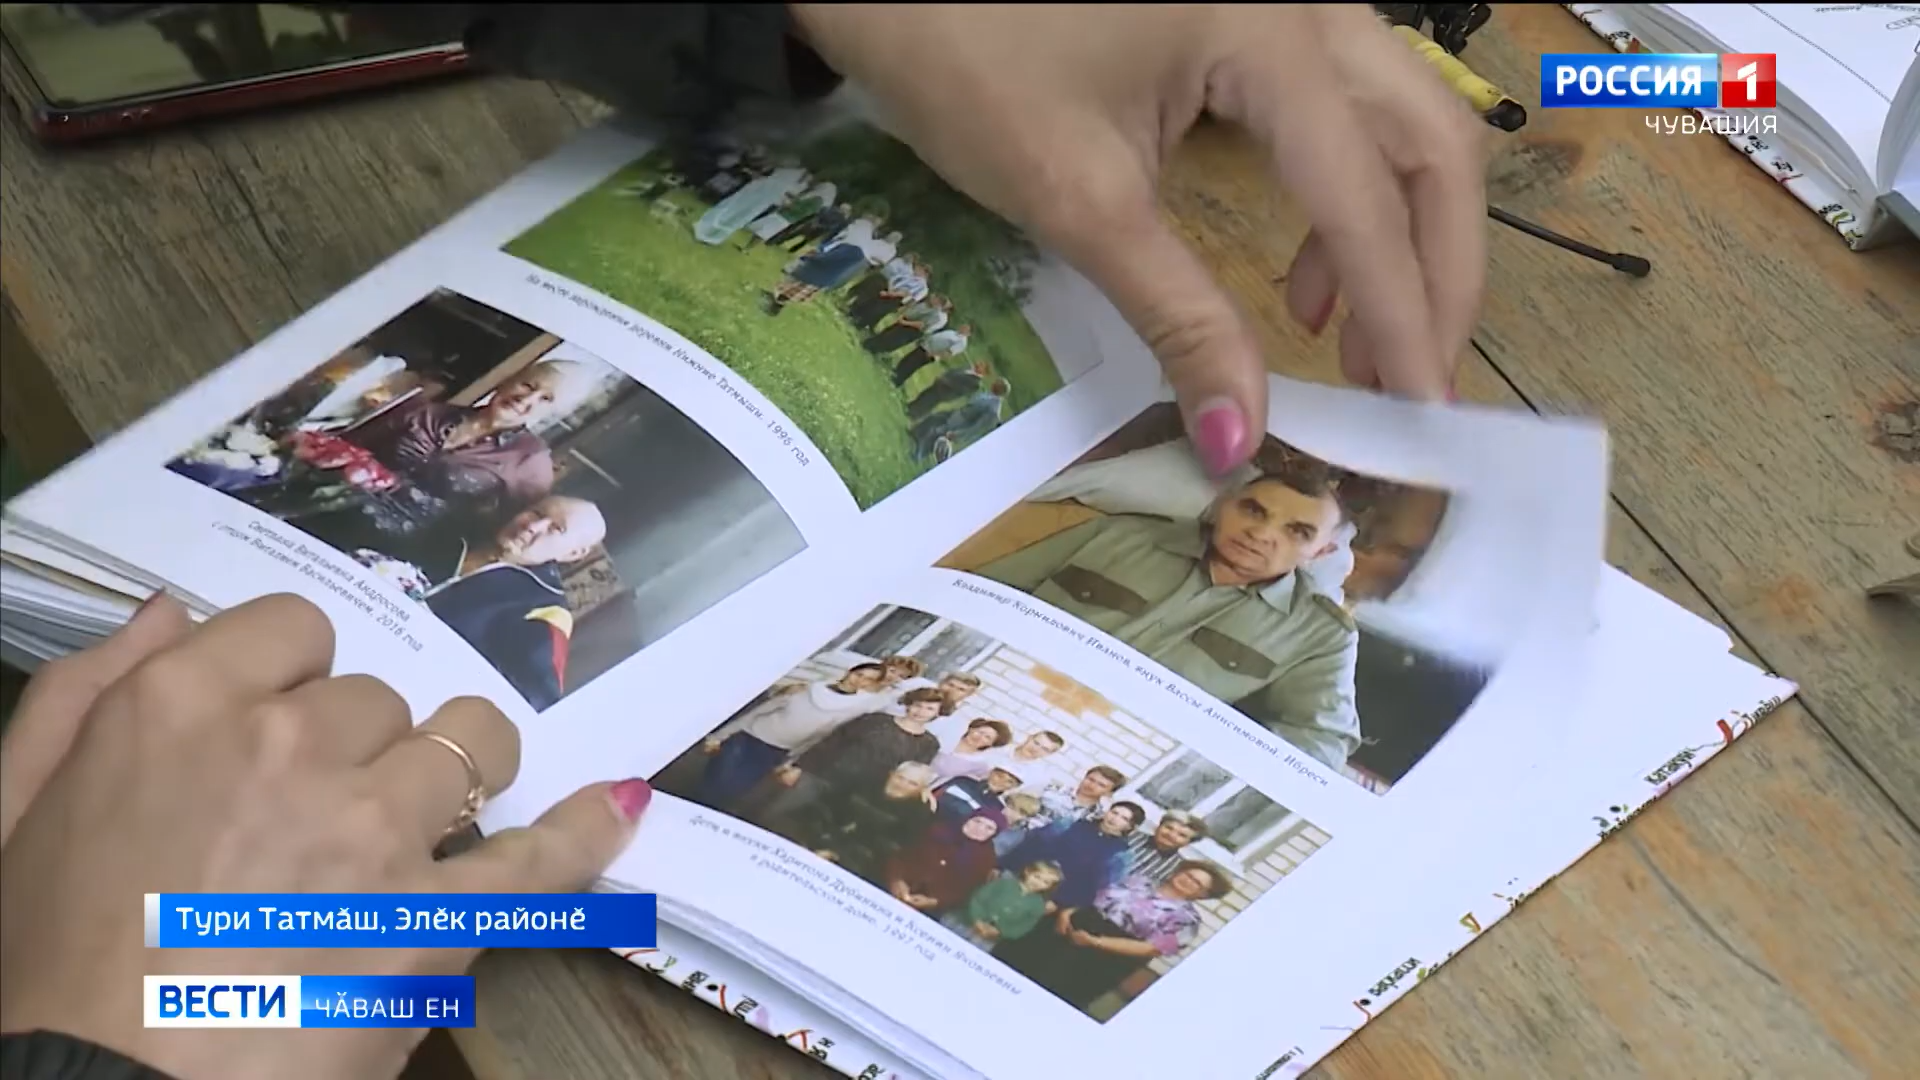 РОССИЯ 1
ЧУВАШИЯ
На месте зарождения деревни Нижние Татмыши. 1996 год
Светлана Витальевна Андросова
с отцом Виталием Васильевичем. 2016 год
Владимир Корнилович Иванов, внук Вассы Анисимовой. Ибреси
Дети и внуки Харитона Дубинина и Ксении Яковлевны
в родительском доме. 1997 год
Тури Татмӑш, Элӗк районӗ
ВЕСТИ ЧӐВАШ ЕН